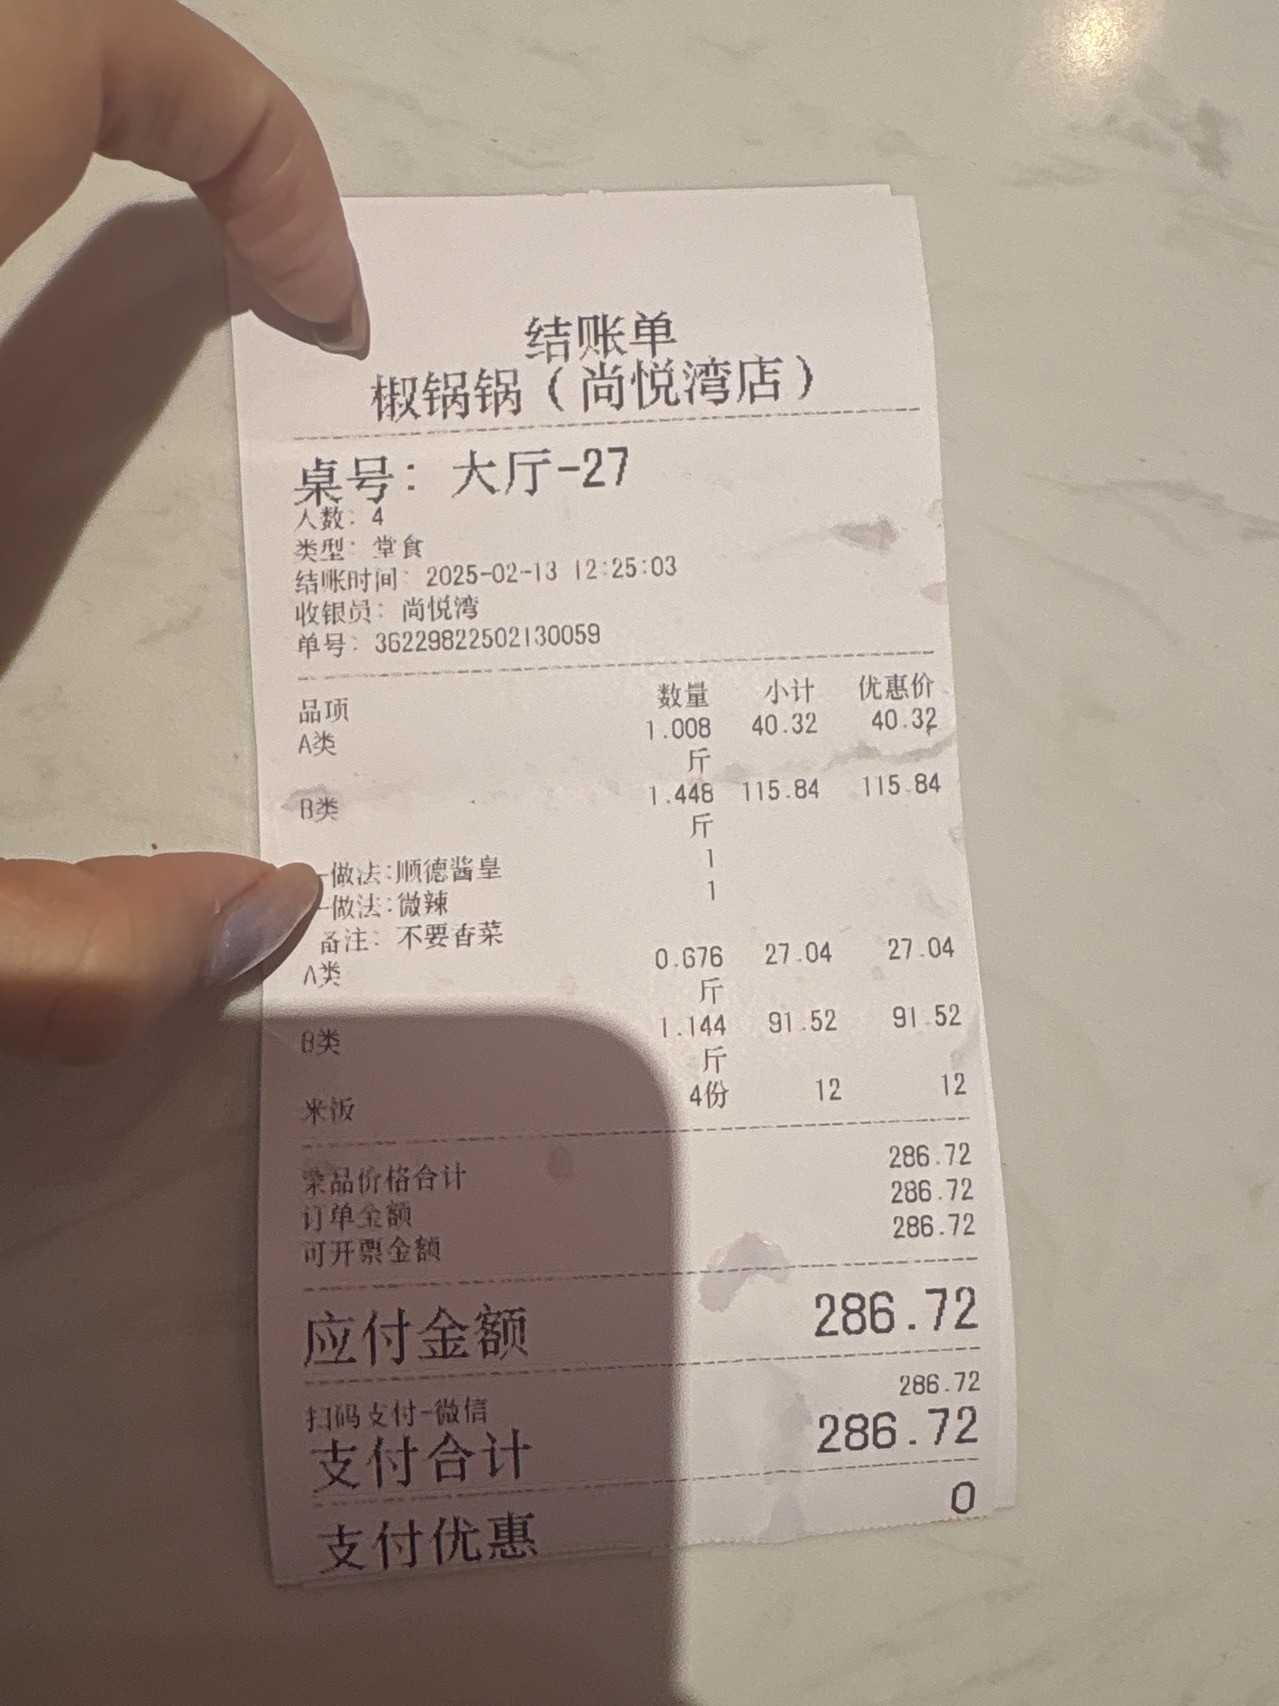 结账单
椒锅锅（尚悦湾店）
桌号: 大厅-27
人数: 4
类型: 堂食
结账时间: 2025-02-13 12:25:03
收银员: 尚悦湾
单号: 36229822502130059
品项 数量 小计 优惠价
A类 1.008 40.32 40.32
斤
B类 1.448 115.84 115.84
斤
-做法:顺德酱皇 1
-做法:微辣 1
备注: 不要香菜
A类 0.676 27.04 27.04
斤
B类 1.144 91.52 91.52
斤
米饭 4份 12 12
菜品价格合计 286.72
订单金额 286.72
可开票金额 286.72
应付金额 286.72
扫码支付-微信 286.72
支付合计 286.72
支付优惠 0